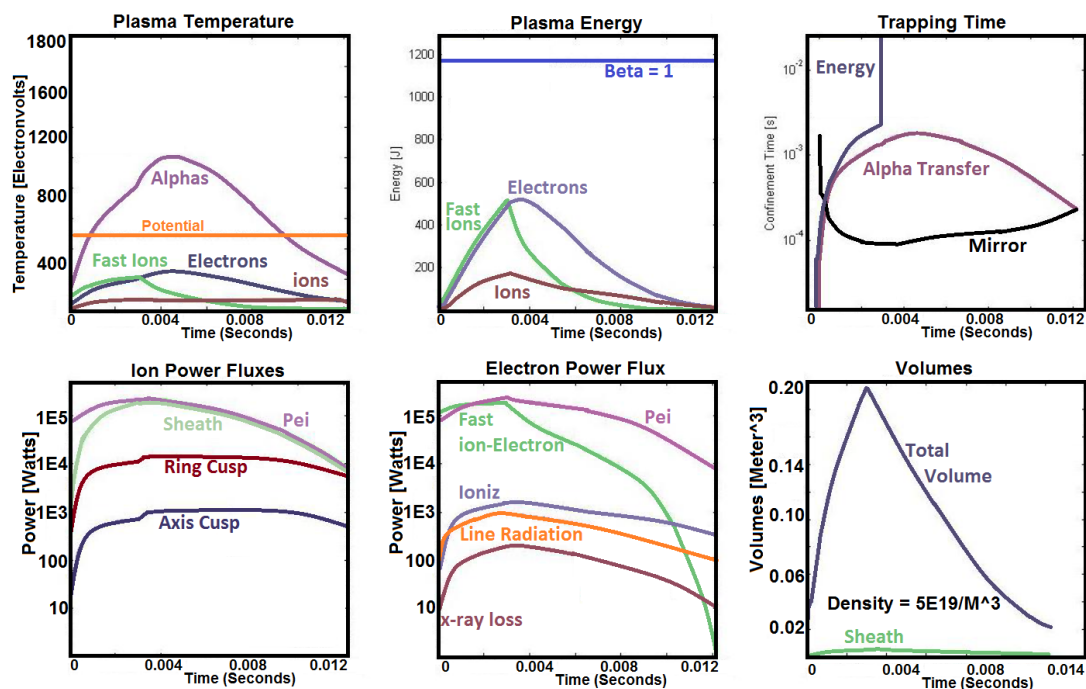 Plasma Temperature
1800
1600
1200
800
400
Temperature [Electronvolts]
Alphas
Potential
Fast Ions
Electrons
ions
0
0.004
0.008
0.012
Time (Seconds)
Plasma Energy
1200
1000
800
600
400
200
Energy [J]
Beta = 1
Fast
Ions
Electrons
Ions
0
0.004
0.008
0.012
Time (Seconds)
Trapping Time
10^-2
10^-3
10^-4
Confinement Time [s]
Energy
Alpha Transfer
Mirror
0
0.004
0.008
0.012
Time (Seconds)
Ion Power Fluxes
1E5
1E4
1E3
100
10
Power [Watts]
Pei
Sheath
Ring Cusp
Axis Cusp
0
0.004
0.008
0.012
Time (Seconds)
Electron Power Flux
1E5
1E4
1E3
100
10
Power [Watts]
Pei
Fast
ion-Electron
Ioniz
Line Radiation
x-ray loss
0
0.004
0.008
0.012
Time (Seconds)
Volumes
0.20
0.14
0.10
0.06
0.02
Volumes [Meter^3]
Total
Volume
Density = 5E19/M^3
Sheath
0
0.004
0.008
0.014
Time (Seconds)